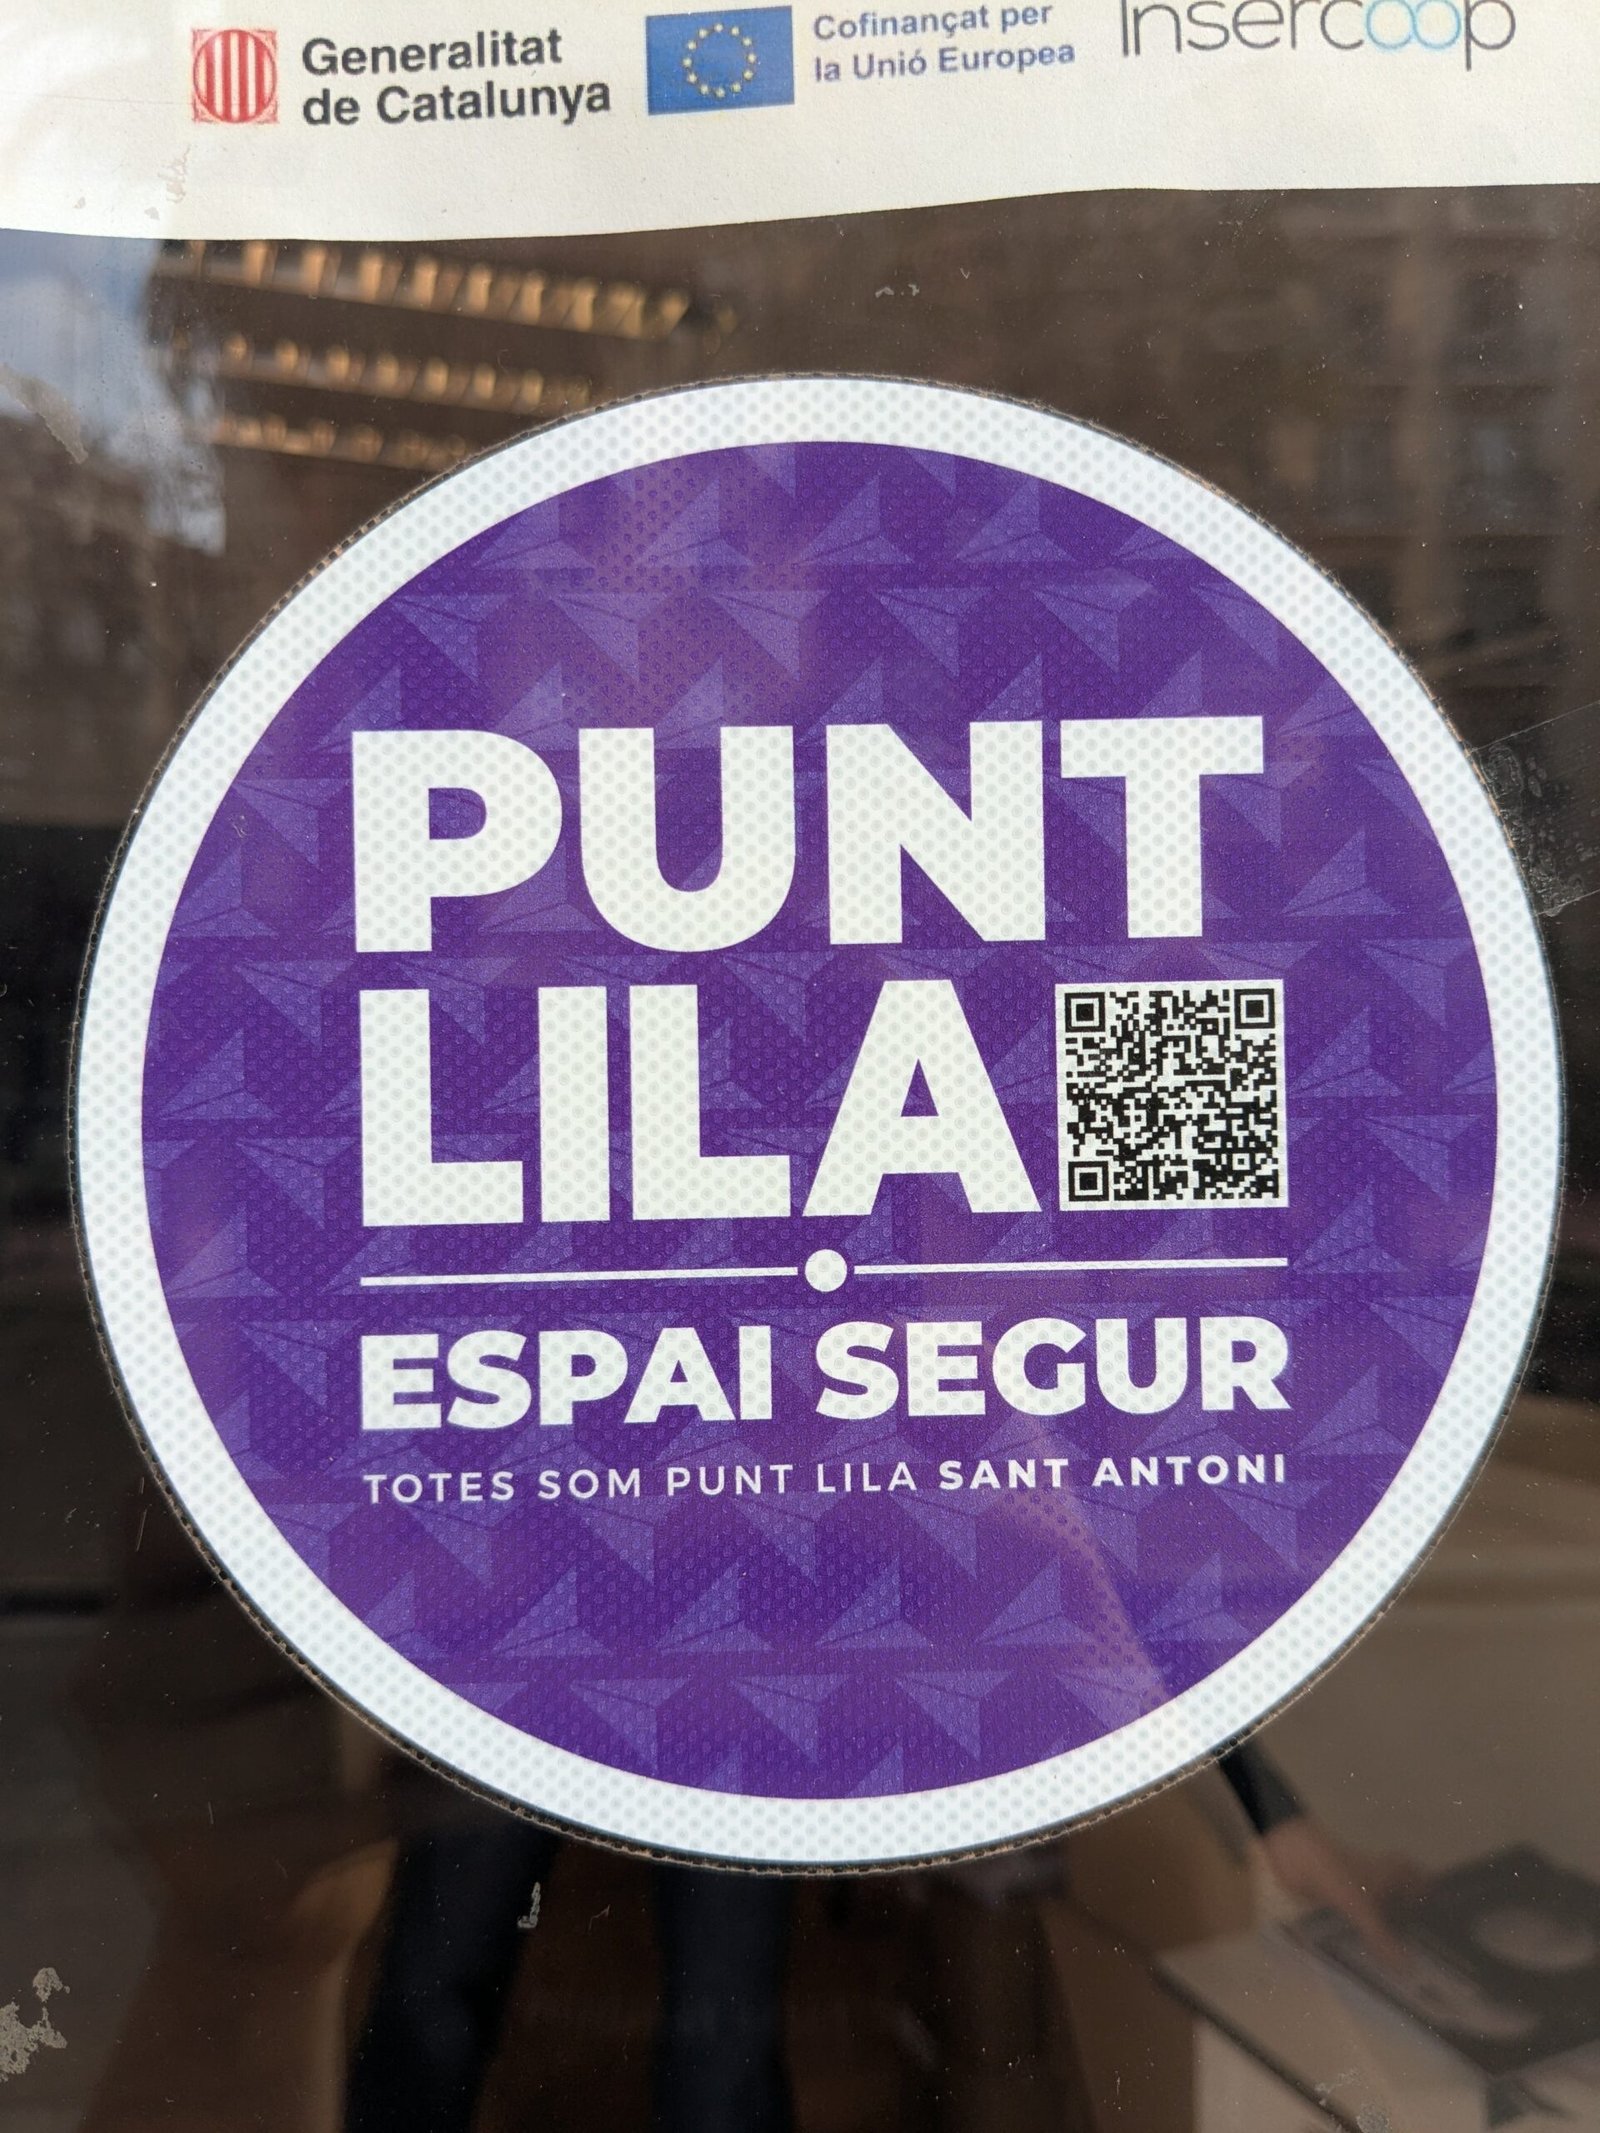 Generalitat
de Catalunya
Cofinançat per
la Unió Europea
Insercoop
PUNT
LILA
ESPAI SEGUR
TOTES SOM PUNT LILA SANT ANTONI